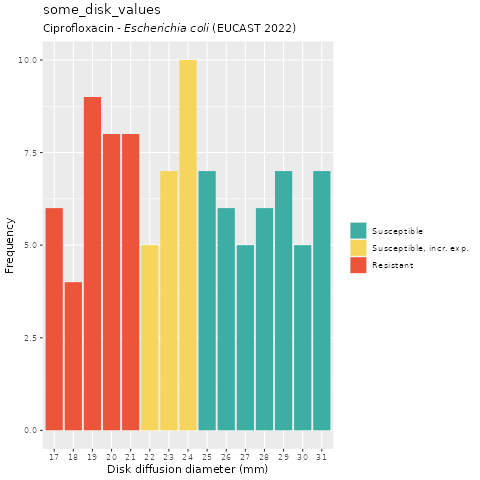 some_disk_values
Ciprofloxacin - Escherichia coli (EUCAST 2022)
Frequency
10.0
7.5
5.0
2.5
0.0
17 18 19 20 21 22 23 24 25 26 27 28 29 30 31
Disk diffusion diameter (mm)
Susceptible
Susceptible, incr. exp.
Resistant